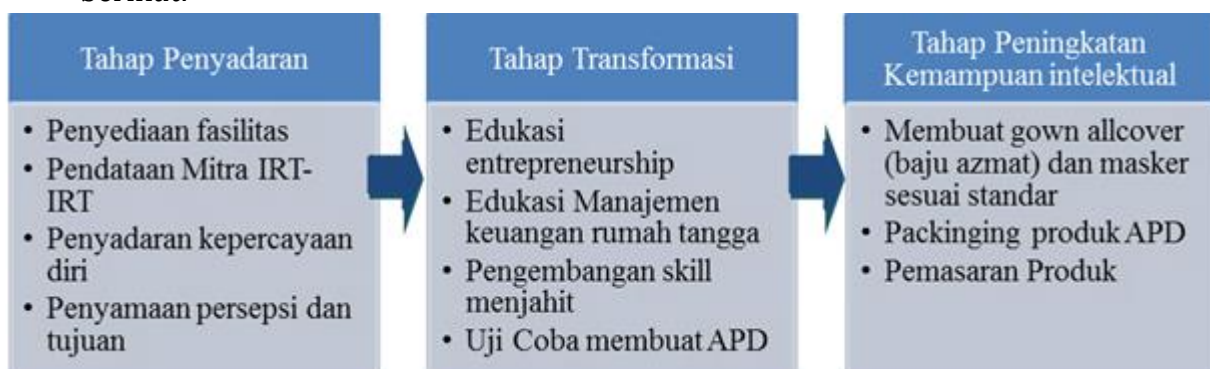 Tahap Penyadaran
• Penyediaan fasilitas
• Pendataan Mitra IRT-
IRT
• Penyadaran kepercayaan
diri
• Penyamaan persepsi dan
tujuan
Tahap Transformasi
• Edukasi
entrepreneurship
• Edukasi Manajemen
keuangan rumah tangga
• Pengembangan skill
menjahit
• Uji Coba membuat APD
Tahap Peningkatan
Kemampuan intelektual
• Membuat gown allcover
(baju azmat) dan masker
sesuai standar
• Packinging produk APD
• Pemasaran Produk